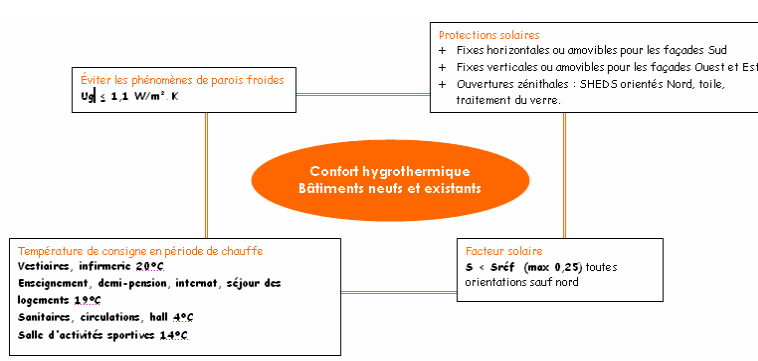 Protections solaires
+ Fixes horizontales ou amovibles pour les façades Sud
+ Fixes verticales ou amovibles pour les façades Ouest et Est
+ Ouvertures zénithales : SHEDS orientés Nord, toile,
traitement du verre.
Éviter les phénomènes de parois froides
Ug ≤ 1,1 W/m². K
Confort hygrothermique
Bâtiments neufs et existants
Température de consigne en période de chauffe
Vestiaires, infirmerie 20°C
Enseignement, demi-pension, internat, séjour des
logements 19°C
Sanitaires, circulations, hall 4°C
Salle d'activités sportives 14°C
Facteur solaire
S < Sréf (max 0,25) toutes
orientations sauf nord